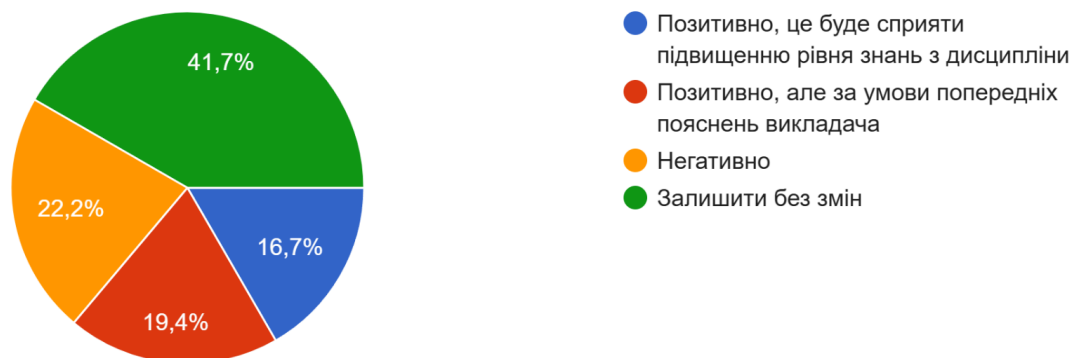 41,7%
22,2%
16,7%
19,4%
Позитивно, це буде сприяти
підвищенню рівня знань з дисципліни
Позитивно, але за умови попередніх
пояснень викладача
Негативно
Залишити без змін